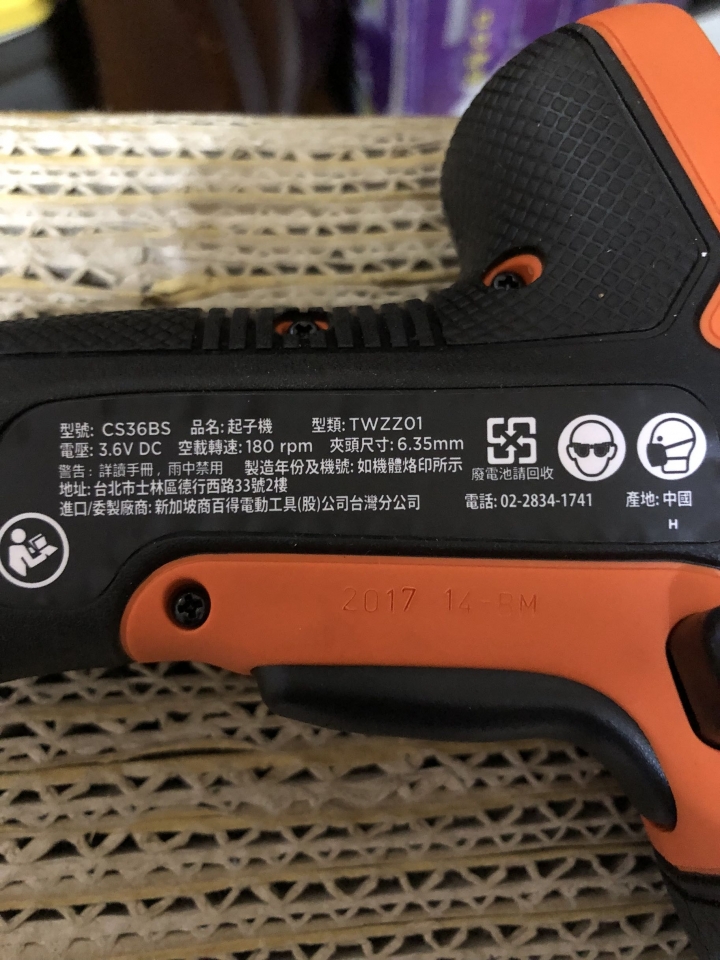 型號: CS36BS 品名: 起子機 型類: TWZZ01
電壓: 3.6V DC 空載轉速: 180 rpm 夾頭尺寸: 6.35mm
警告: 詳讀手冊, 雨中禁用 製造年份及機號: 如機體烙印所示
廢電池請回收
地址: 台北市士林區德行西路33號2樓
進口/委製廠商: 新加坡商百得電動工具(股)公司台灣分公司 電話: 02-2834-1741 產地: 中國
H
2017 14-RM